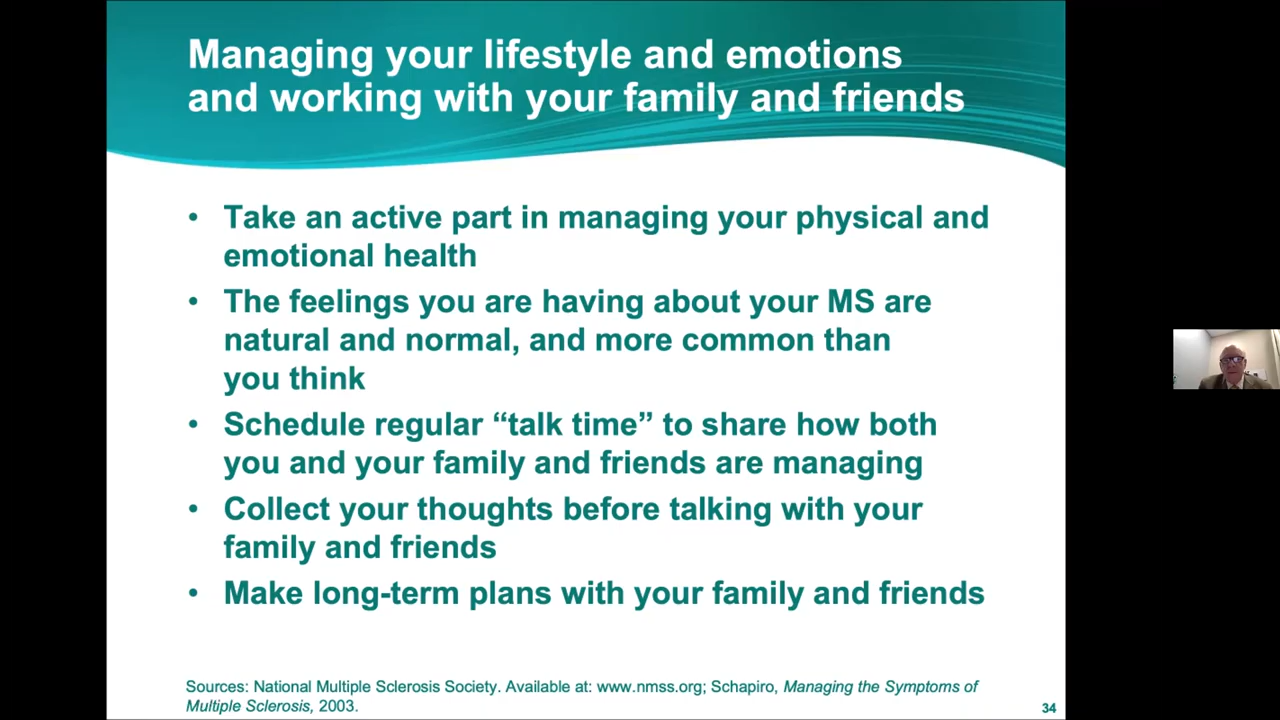 Managing your lifestyle and emotions
and working with your family and friends
• Take an active part in managing your physical and
emotional health
• The feelings you are having about your MS are
natural and normal, and more common than
you think
• Schedule regular “talk time” to share how both
you and your family and friends are managing
• Collect your thoughts before talking with your
family and friends
• Make long-term plans with your family and friends
Sources: National Multiple Sclerosis Society. Available at: www.nmss.org; Schapiro, Managing the Symptoms of
Multiple Sclerosis, 2003.
34